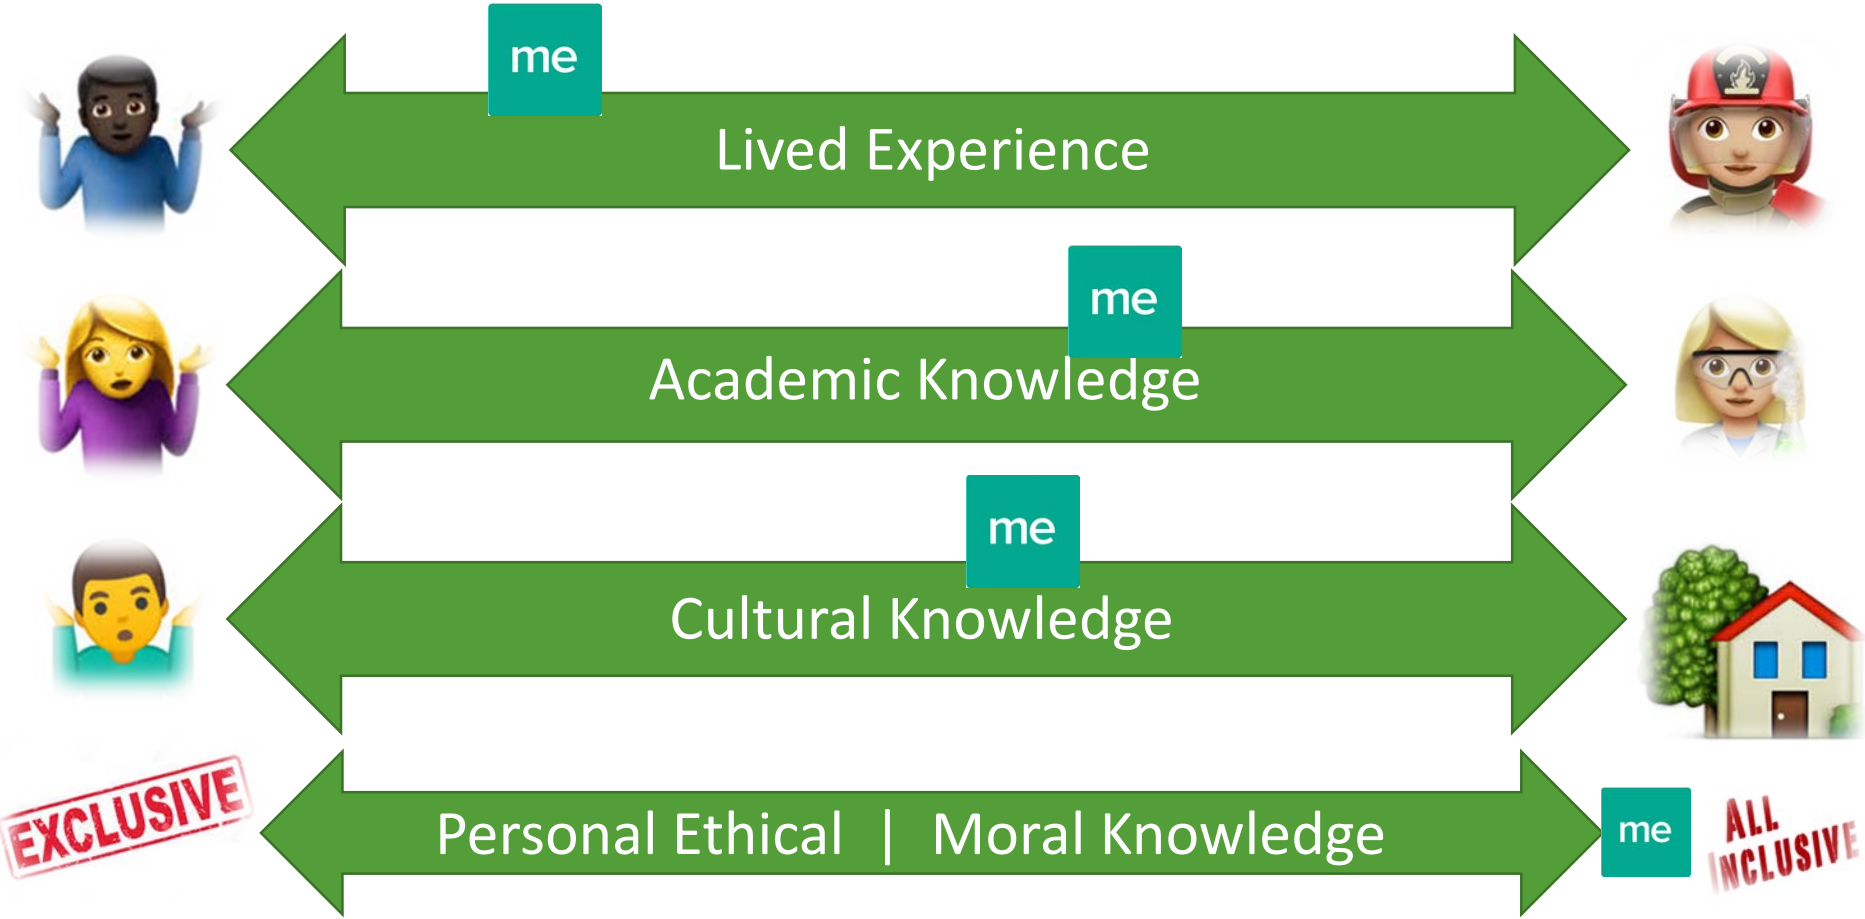 me
Lived Experience
me
Academic Knowledge
me
Cultural Knowledge
EXCLUSIVE
Personal Ethical | Moral Knowledge
me
ALL
INCLUSIVE